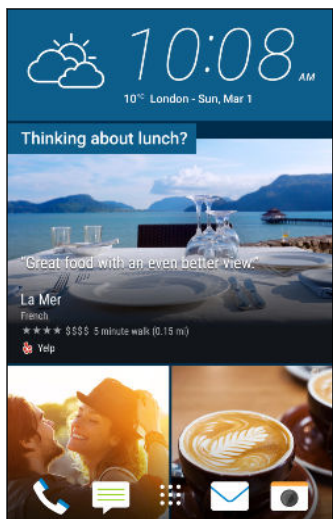 10:08 AM
10°C London - Sun, Mar 1
Thinking about lunch?
"Great food with an even better view."
La Mer
French
★★★★ $$$$ 5 minute walk (0.15 mi)
Yelp